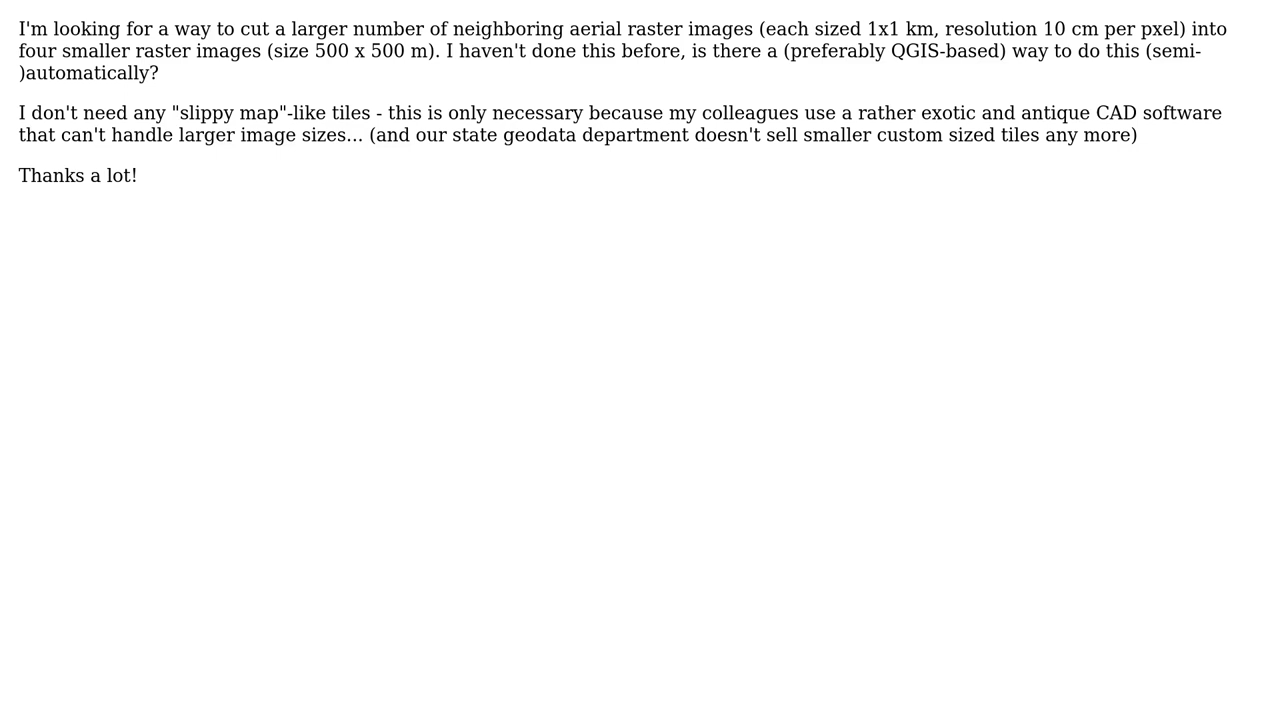 I'm looking for a way to cut a larger number of neighboring aerial raster images (each sized 1x1 km, resolution 10 cm per pxel) into
four smaller raster images (size 500 x 500 m). I haven't done this before, is there a (preferably QGIS-based) way to do this (semi-
)automatically?
I don't need any "slippy map"-like tiles - this is only necessary because my colleagues use a rather exotic and antique CAD software
that can't handle larger image sizes... (and our state geodata department doesn't sell smaller custom sized tiles any more)
Thanks a lot!